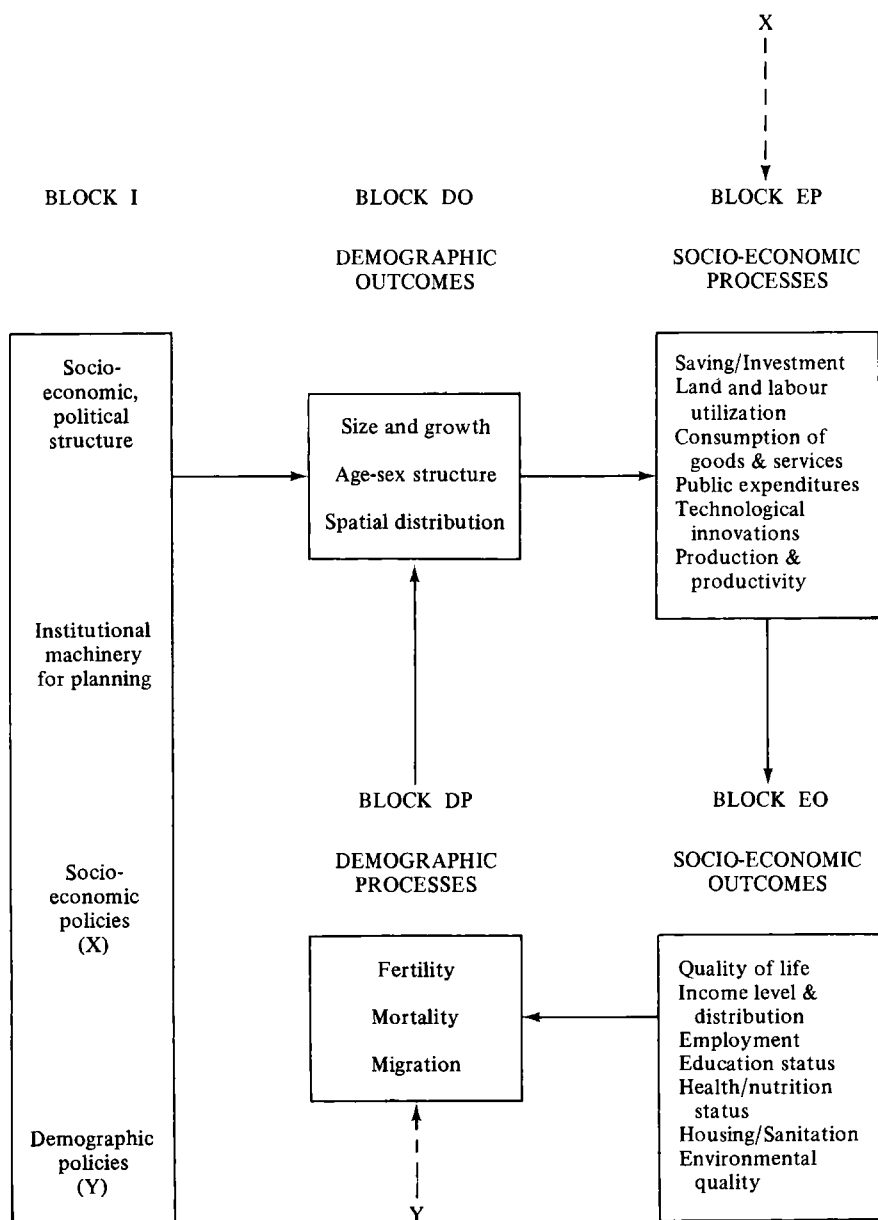 X
BLOCK I
BLOCK DO
BLOCK EP
DEMOGRAPHIC
OUTCOMES
SOCIO-ECONOMIC
PROCESSES
Socio-
economic,
political
structure
Institutional
machinery
for planning
Socio-
economic
policies
(X)
Demographic
policies
(Y)
Size and growth
Age-sex structure
Spatial distribution
Saving/Investment
Land and labour
utilization
Consumption of
goods & services
Public expenditures
Technological
innovations
Production &
productivity
BLOCK DP
BLOCK EO
DEMOGRAPHIC
PROCESSES
SOCIO-ECONOMIC
OUTCOMES
Fertility
Mortality
Migration
Quality of life
Income level &
distribution
Employment
Education status
Health/nutrition
status
Housing/Sanitation
Environmental
quality
Y